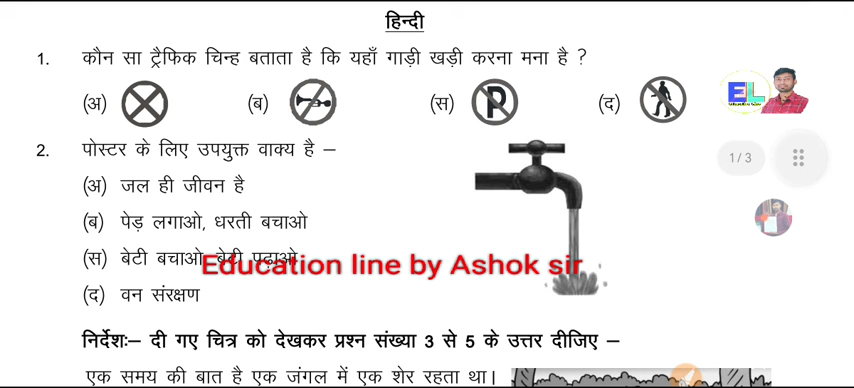 हिन्दी
1. कौन सा ट्रैफिक चिन्ह बताता है कि यहाँ गाड़ी खड़ी करना मना है ?
(अ) (ब) (स) P (द)
EL
2. पोस्टर के लिए उपयुक्त वाक्य है –
1 / 3
(अ) जल ही जीवन है
(ब) पेड़ लगाओ, धरती बचाओ
(स) बेटी बचाओ, बेटी पढ़ाओ
Education line by Ashok sir
(द) वन संरक्षण
निर्देशः– दी गए चित्र को देखकर प्रश्न संख्या 3 से 5 के उत्तर दीजिए –
एक समय की बात है एक जंगल में एक शेर रहता था।